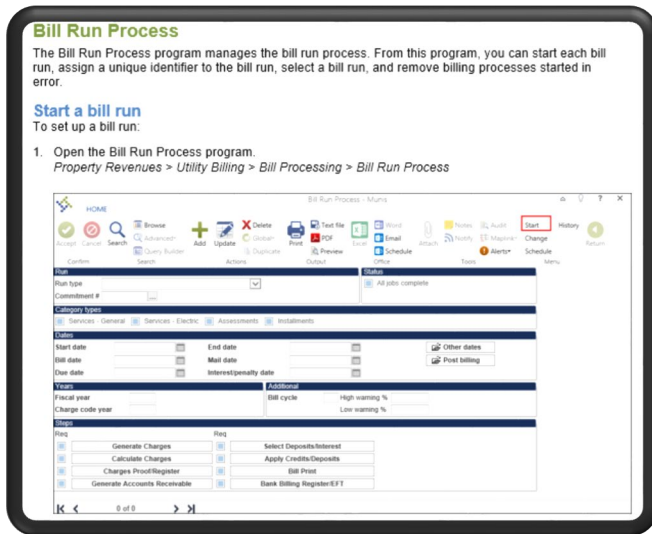 Bill Run Process
The Bill Run Process program manages the bill run process. From this program, you can start each bill
run, assign a unique identifier to the bill run, select a bill run, and remove billing processes started in
error.
Start a bill run
To set up a bill run:
1. Open the Bill Run Process program.
Property Revenues > Utility Billing > Bill Processing > Bill Run Process
Bill Run Process - Munis
? X
HOME
Accept Cancel Search Browse Advanced Query Builder
Add Update Delete Global Duplicate
Print Text file PDF Preview
Excel Word Email Schedule
Attach Notes Notify Audit Maplink Alerts
Start Change Schedule History Return
Confirm Search Actions Output Office Tools Menu
Run Status
Run type All jobs complete
Commitment # ...
Category types
Services - General Services - Electric Assessments Installments
Dates
Start date End date Other dates
Bill date Mail date Post billing
Due date Interest/penalty date
Years Additional
Fiscal year Bill cycle High warning %
Charge code year Low warning %
Steps
Req Req
Generate Charges Select Deposits/Interest
Calculate Charges Apply Credits/Deposits
Charges Proof/Register Bill Print
Generate Accounts Receivable Bank Billing Register/EFT
0 of 0